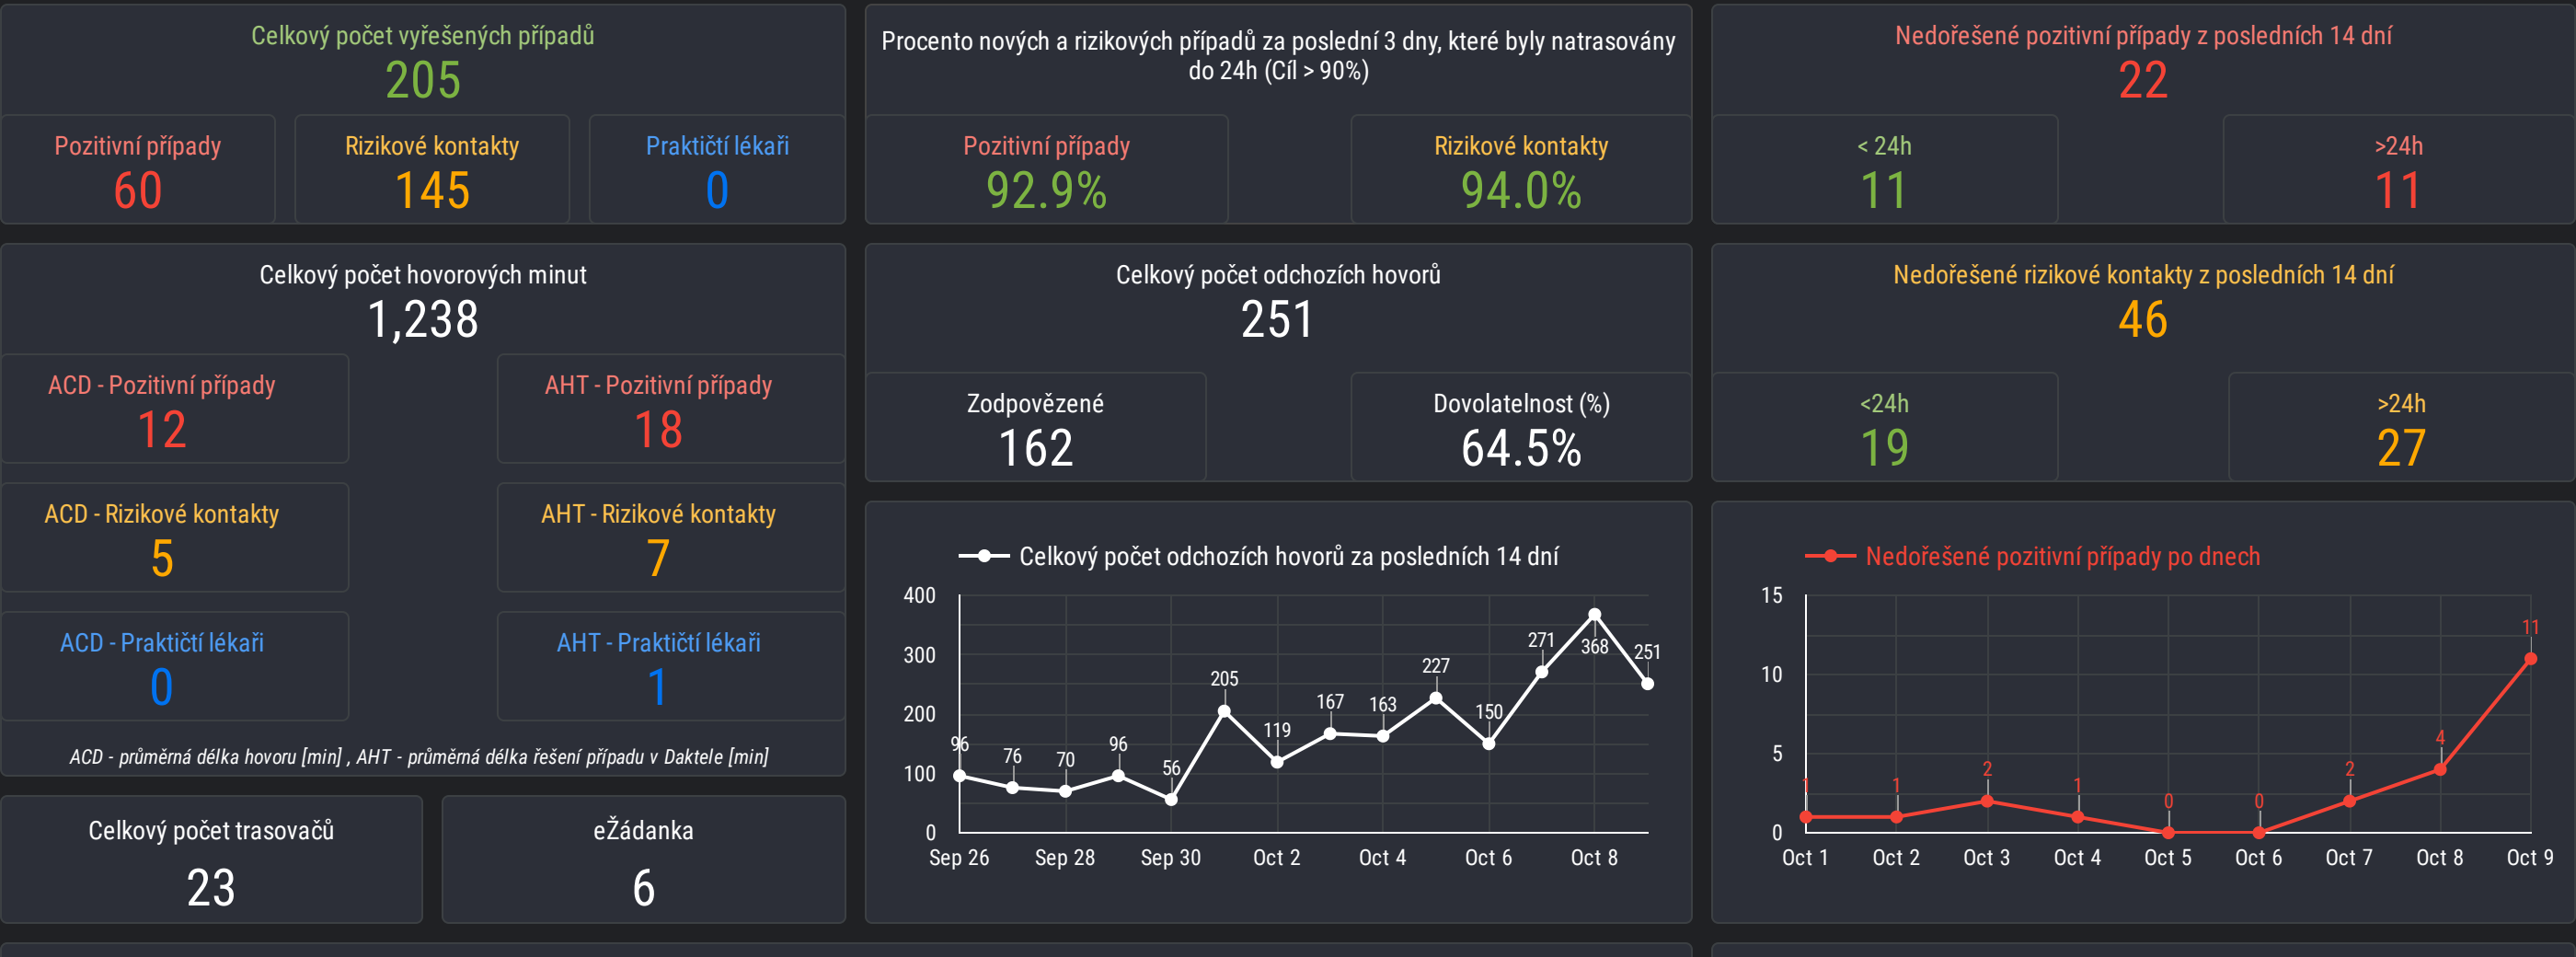 Celkový počet vyřešených případů
205
Pozitivní případy
60
Rizikové kontakty
145
Praktičtí lékaři
0
Procento nových a rizikových případů za poslední 3 dny, které byly natrasovány
do 24h (Cíl > 90%)
Pozitivní případy
92.9%
Rizikové kontakty
94.0%
Nedořešené pozitivní případy z posledních 14 dní
22
< 24h
11
>24h
11
Celkový počet hovorových minut
1,238
ACD - Pozitivní případy
12
AHT - Pozitivní případy
18
ACD - Rizikové kontakty
5
AHT - Rizikové kontakty
7
ACD - Praktičtí lékaři
0
AHT - Praktičtí lékaři
1
ACD - průměrná délka hovoru [min] , AHT - průměrná délka řešení případu v Daktele [min]
Celkový počet odchozích hovorů
251
Zodpovězené
162
Dovolatelnost (%)
64.5%
Nedořešené rizikové kontakty z posledních 14 dní
46
<24h
19
>24h
27
Celkový počet trasovačů
23
eŽádanka
6
Celkový počet odchozích hovorů za posledních 14 dní
400
300
200
100
0
96
76
70
96
56
205
119
167
163
227
150
271
368
251
Sep 26
Sep 28
Sep 30
Oct 2
Oct 4
Oct 6
Oct 8
Nedořešené pozitivní případy po dnech
15
10
5
0
1
1
2
1
0
0
2
4
11
Oct 1
Oct 2
Oct 3
Oct 4
Oct 5
Oct 6
Oct 7
Oct 8
Oct 9